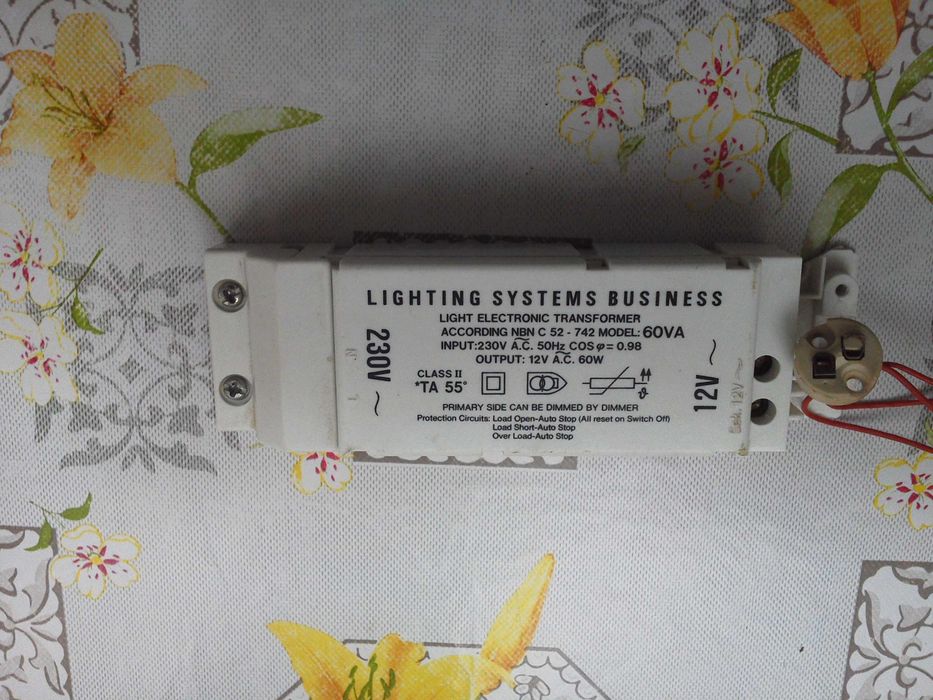 LIGHTING SYSTEMS BUSINESS
LIGHT ELECTRONIC TRANSFORMER
ACCORDING NBN C 52 - 742 MODEL: 60VA
INPUT:230V A.C. 50Hz COS φ = 0.98
OUTPUT: 12V A.C. 60W
CLASS II
*TA 55°
PRIMARY SIDE CAN BE DIMMED BY DIMMER
Protection Circuits: Load Open-Auto Stop (All reset on Switch Off)
Load Short-Auto Stop
Over Load-Auto Stop
230V ~
N
12V ~